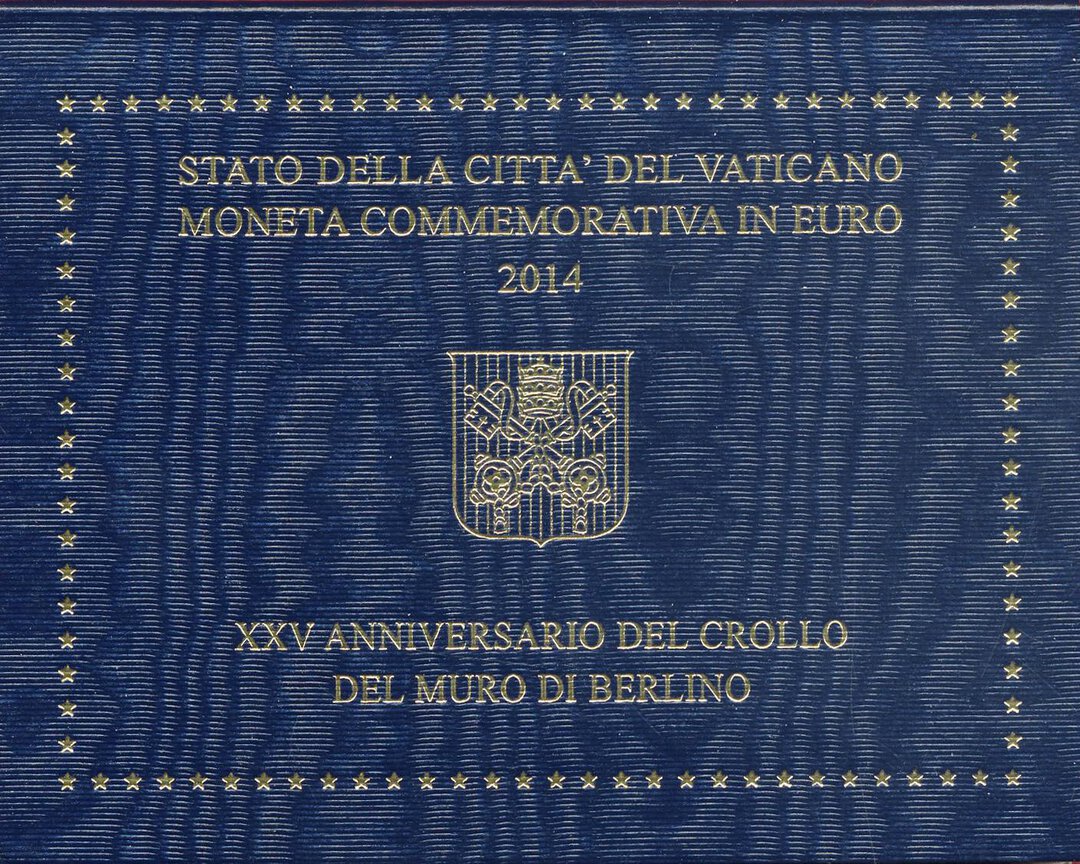 STATO DELLA CITTA' DEL VATICANO
MONETA COMMEMORATIVA IN EURO
2014
XXV ANNIVERSARIO DEL CROLLO
DEL MURO DI BERLINO